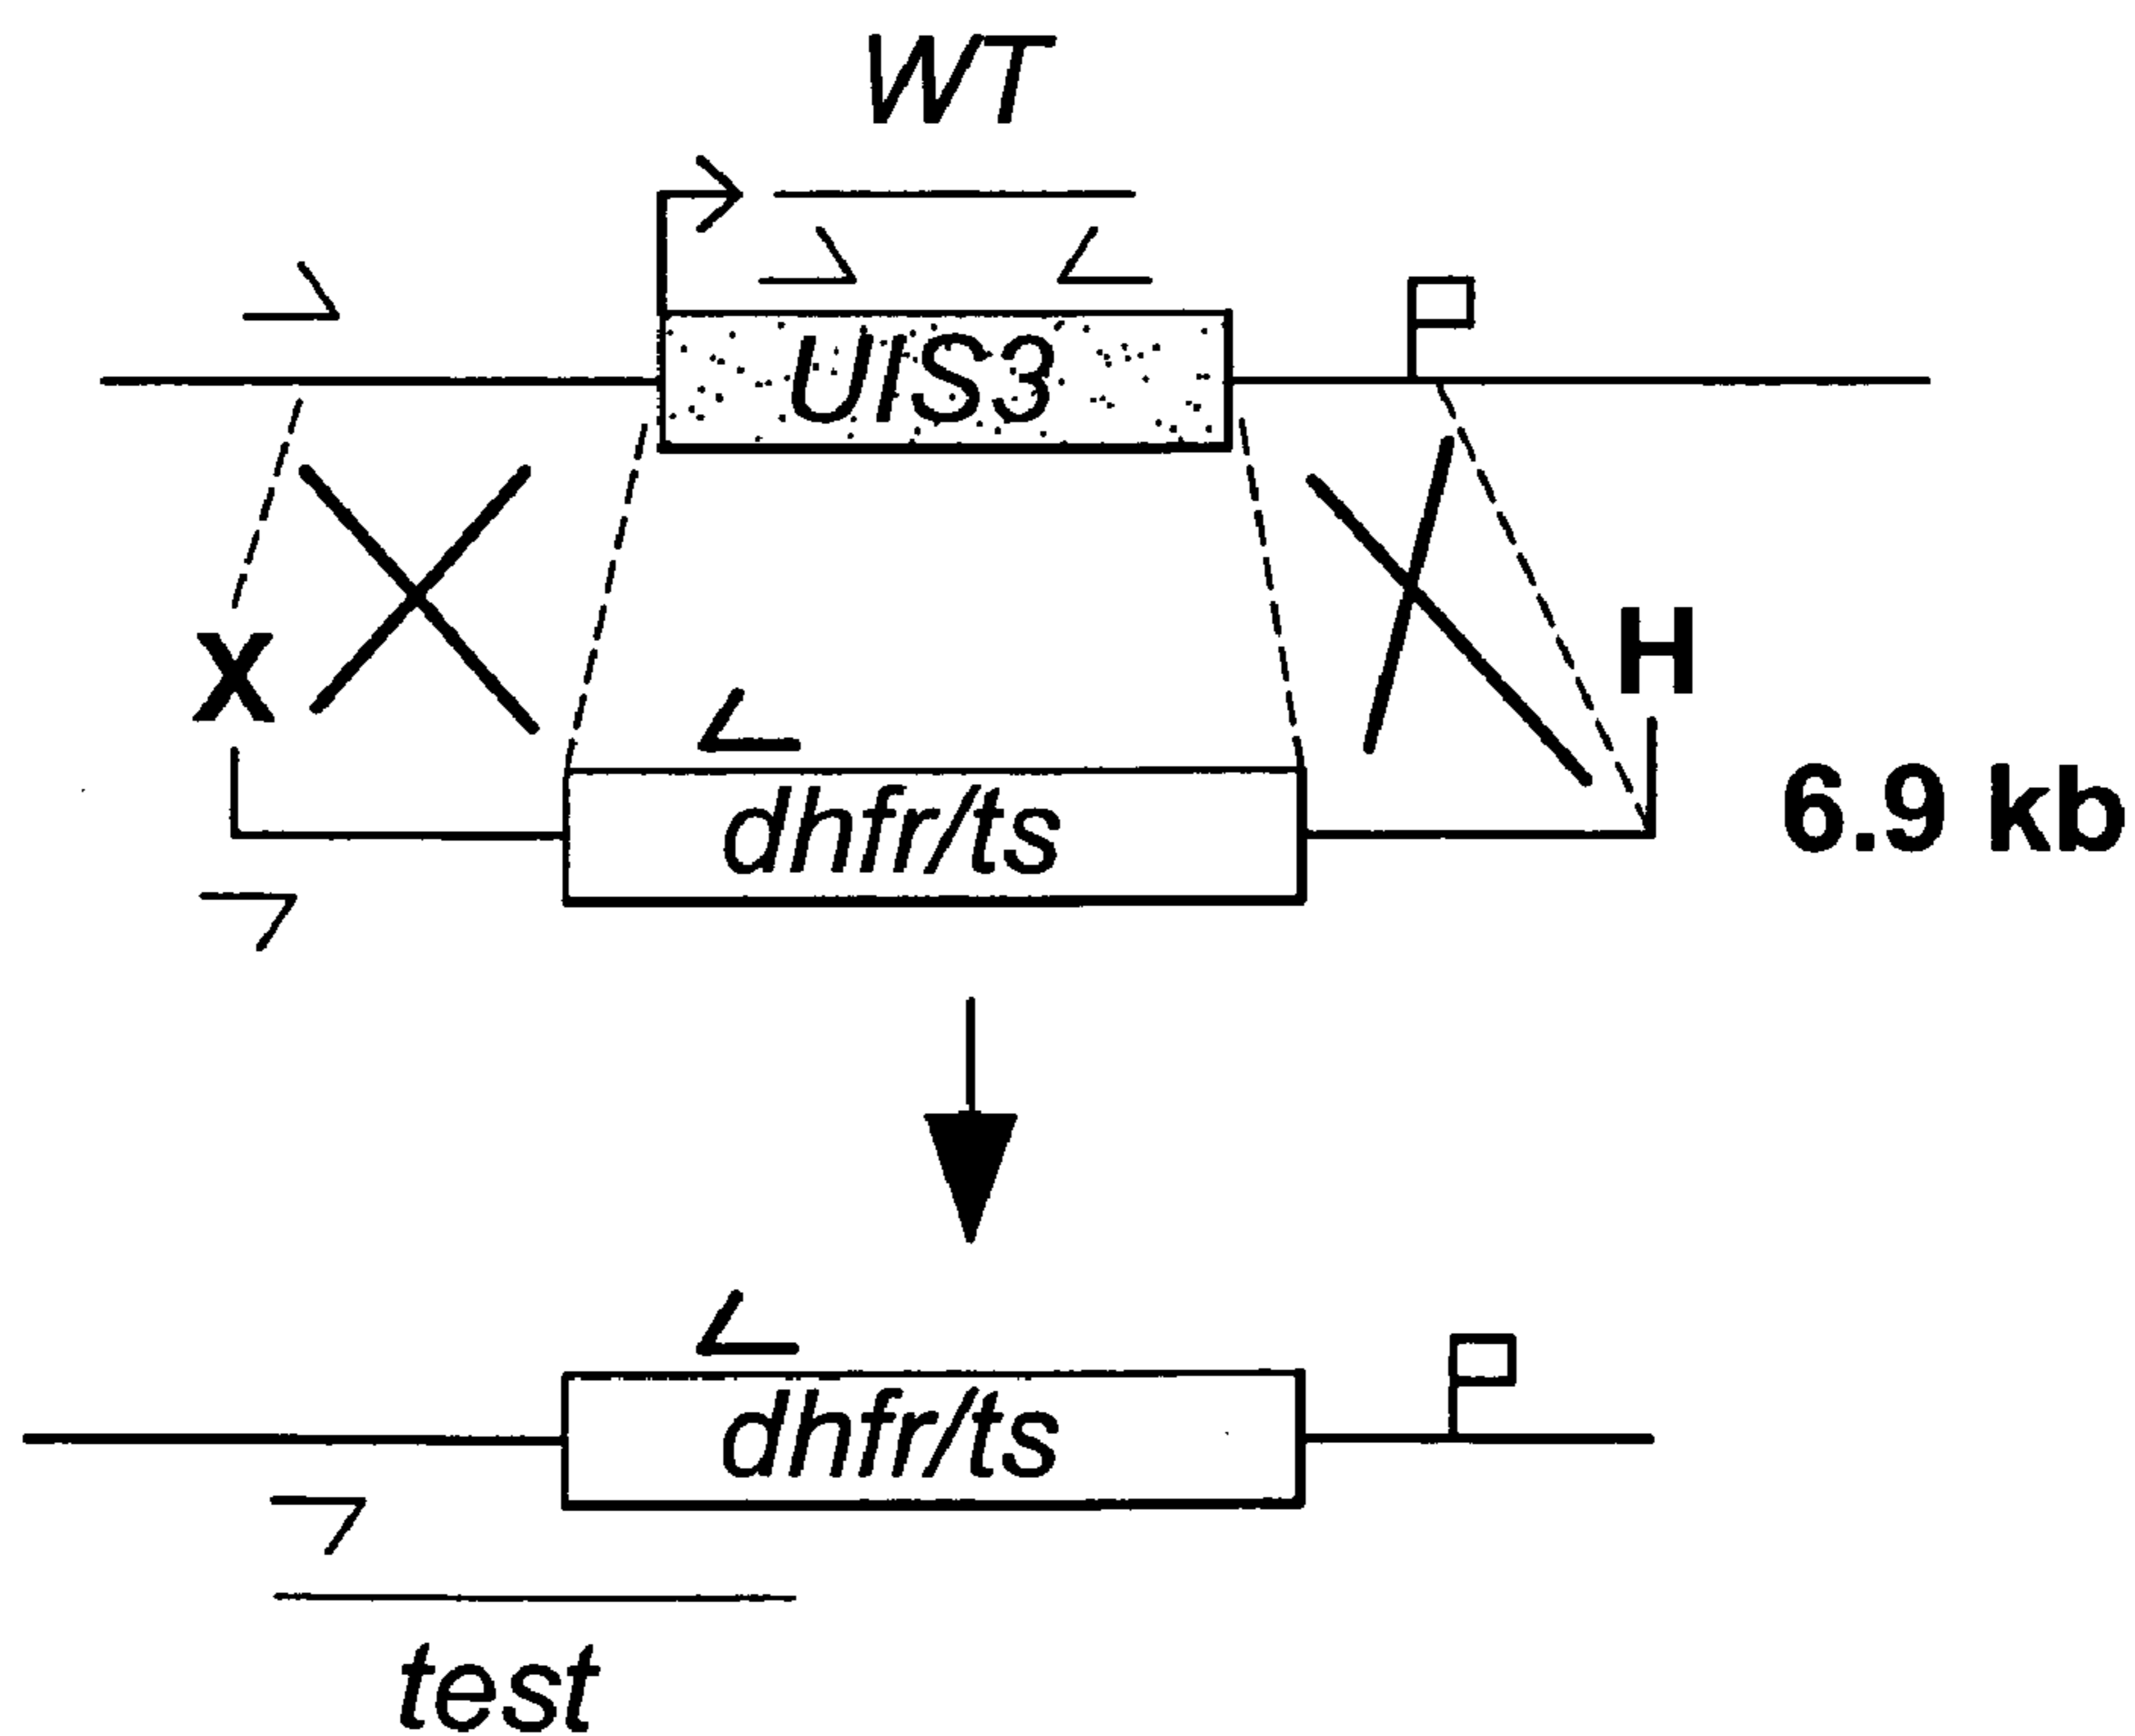 WT
UIS3
X
H
dhfr/ts
6.9 kb
dhfr/ts
test